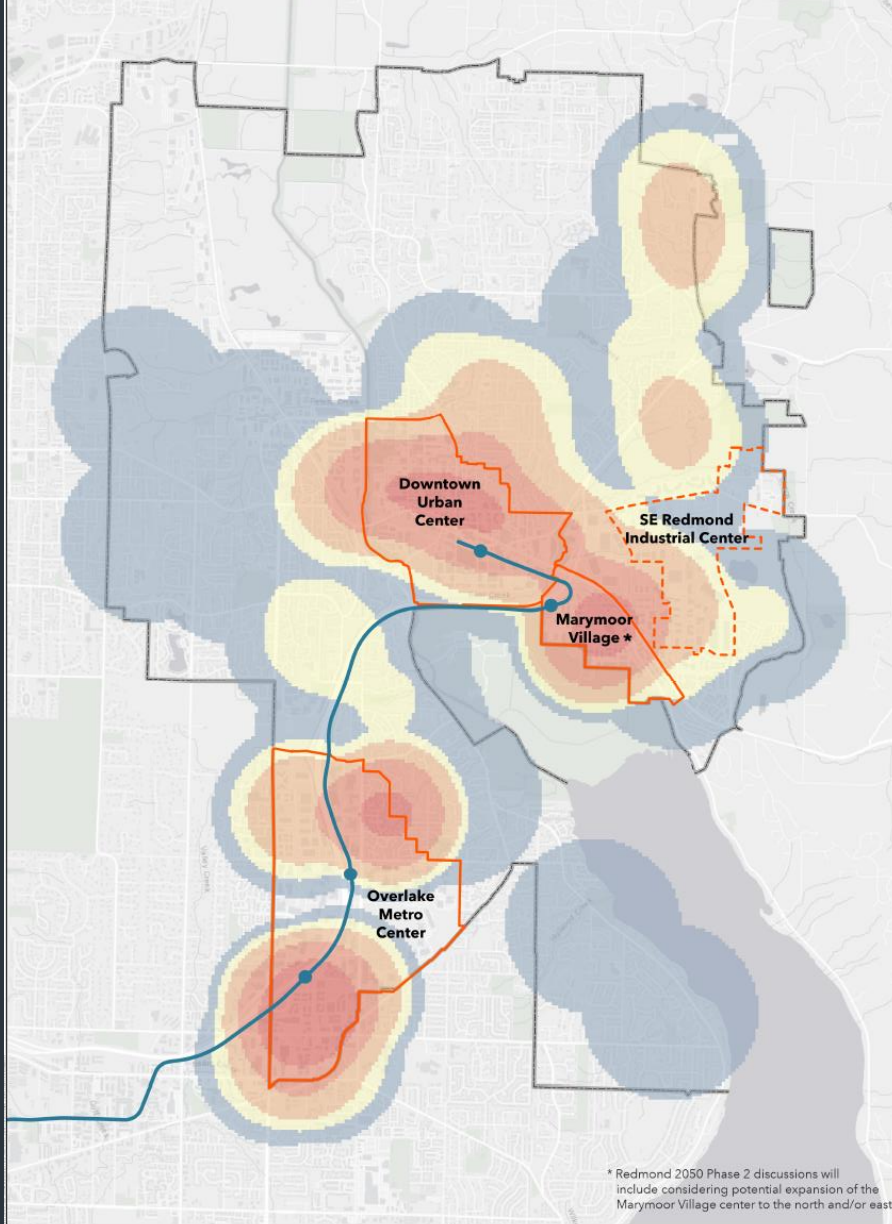 Downtown
Urban
Center
SE Redmond
Industrial Center
Marymoor
Village *
Overlake
Metro
Center
* Redmond 2050 Phase 2 discussions will
include considering potential expansion of the
Marymoor Village center to the north and/or east